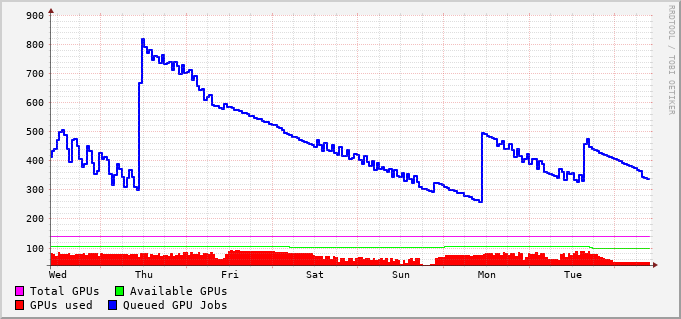 900
800
700
600
500
400
300
200
100
Wed Thu Fri Sat Sun Mon Tue
Total GPUs Available GPUs
GPUs used Queued GPU Jobs
RRDTOOL / TOBI OETIKER